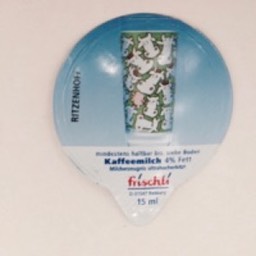 RITZENHOFF
mindestens haltbar bis: siehe Boden
Kaffeemilch 4% Fett
Milcherzeugnis ultrahocherhitzt
frischli
15 ml